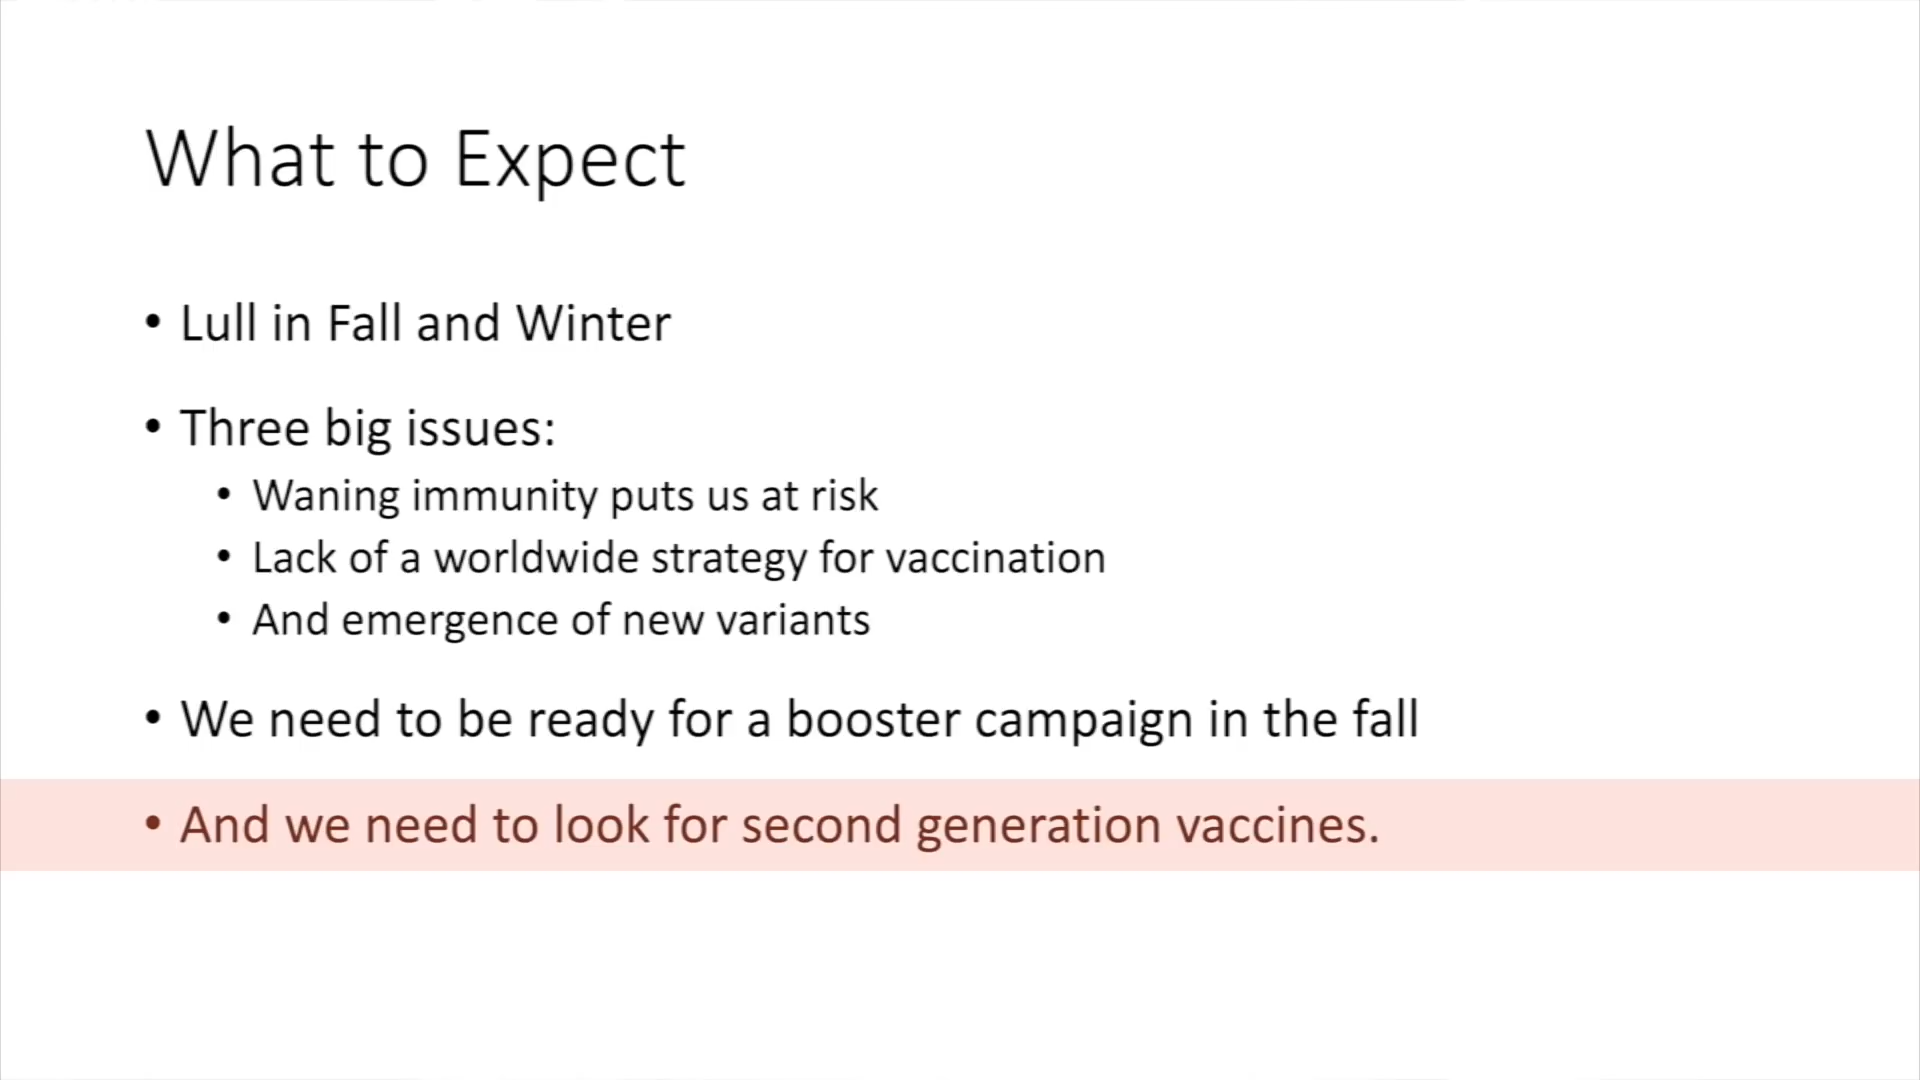 What to Expect
• Lull in Fall and Winter
• Three big issues:
• Waning immunity puts us at risk
• Lack of a worldwide strategy for vaccination
• And emergence of new variants
• We need to be ready for a booster campaign in the fall
• And we need to look for second generation vaccines.